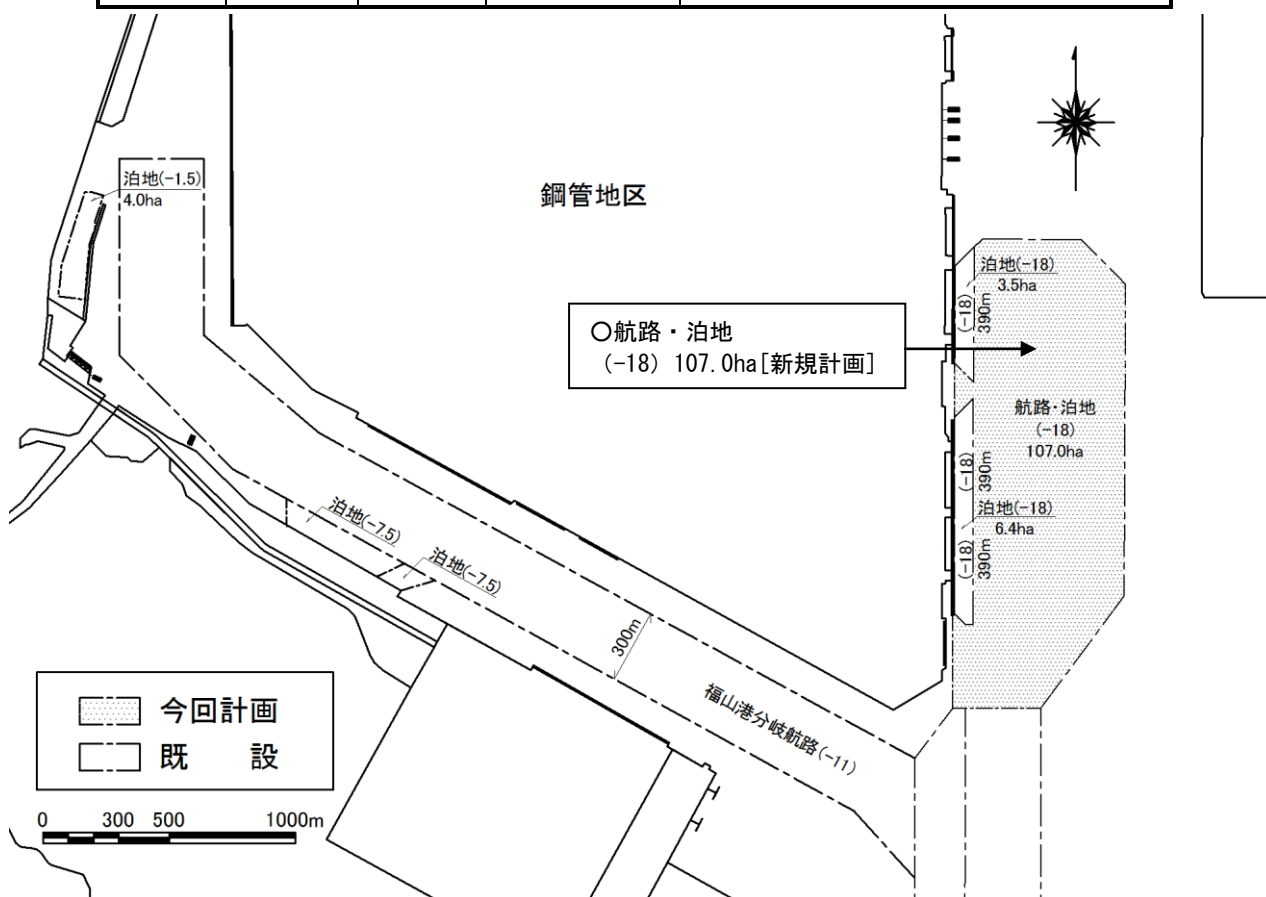 泊地(-1.5)
4.0ha
鋼管地区
○航路・泊地
(-18) 107.0ha[新規計画]
泊地(-18)
3.5ha
(-18)
390m
航路・泊地
(-18)
107.0ha
(-18)
390m
泊地(-18)
6.4ha
(-18)
390m
泊地(-7.5)
泊地(-7.5)
300m
福山港分岐航路(-11)
今回計画
既 設
0 300 500 1000m